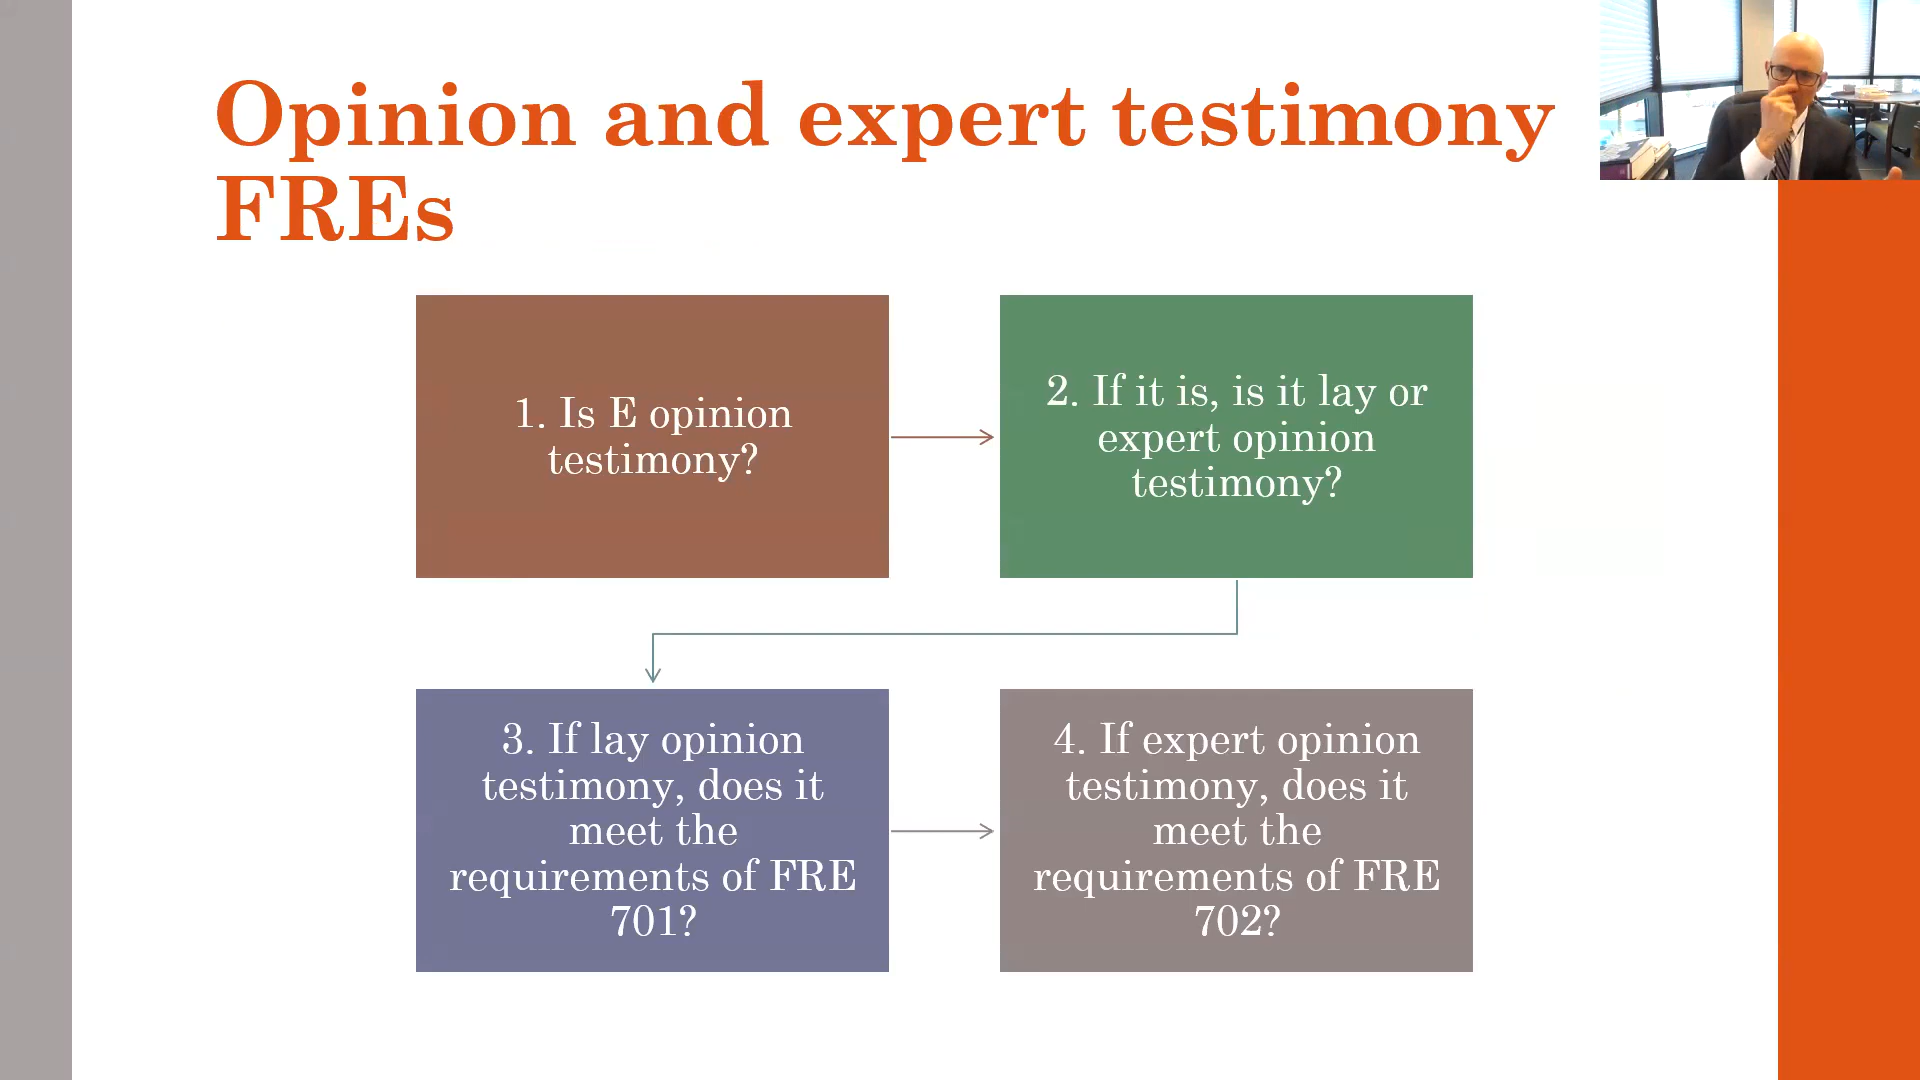 Opinion and expert testimony
FREs
1. Is E opinion
testimony?
2. If it is, is it lay or
expert opinion
testimony?
3. If lay opinion
testimony, does it
meet the
requirements of FRE
701?
4. If expert opinion
testimony, does it
meet the
requirements of FRE
702?